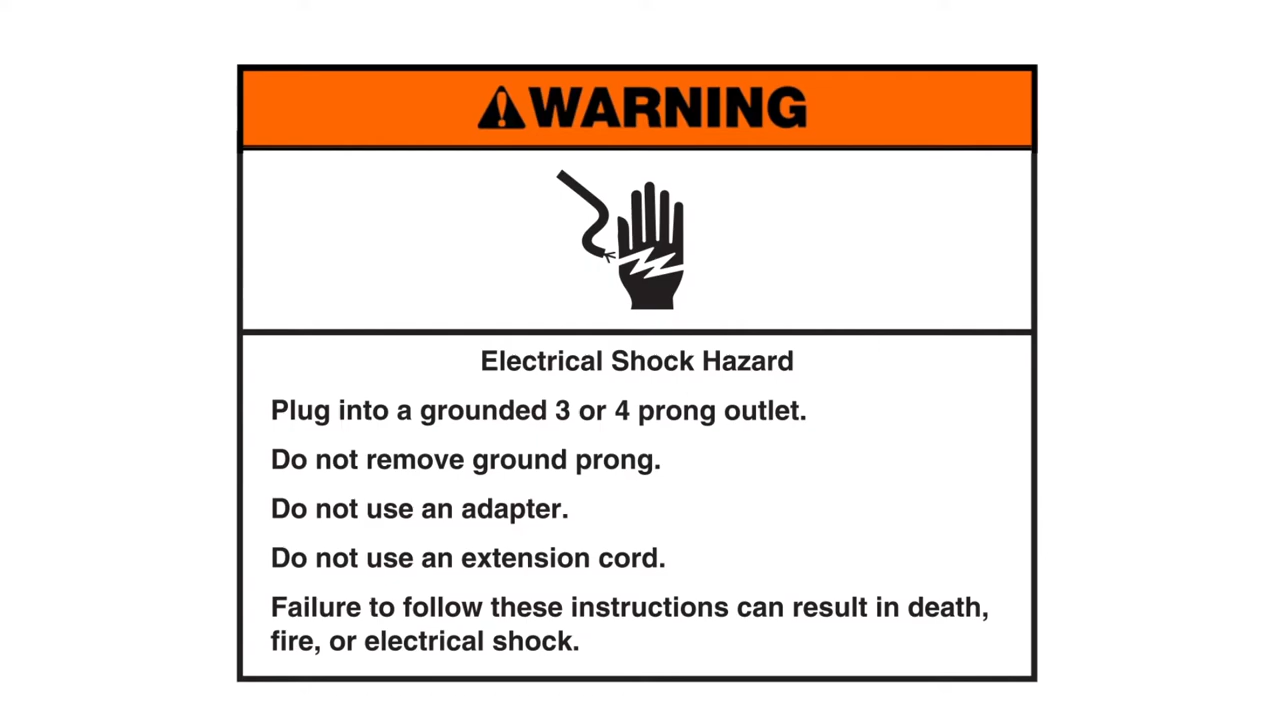 WARNING
Electrical Shock Hazard
Plug into a grounded 3 or 4 prong outlet.
Do not remove ground prong.
Do not use an adapter.
Do not use an extension cord.
Failure to follow these instructions can result in death,
fire, or electrical shock.